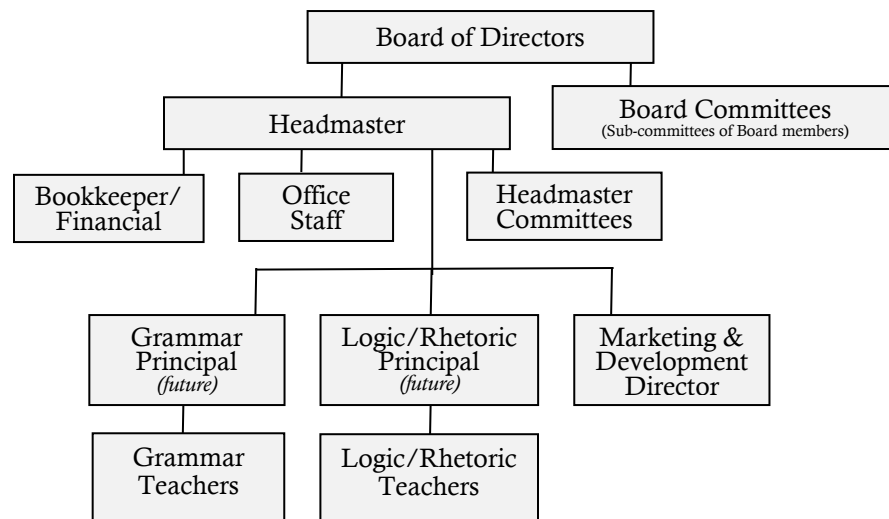 Board of Directors
Headmaster
Board Committees
(Sub-committees of Board members)
Bookkeeper/
Financial
Office
Staff
Headmaster
Committees
Grammar
Principal
(future)
Logic/Rhetoric
Principal
(future)
Marketing &
Development
Director
Grammar
Teachers
Logic/Rhetoric
Teachers